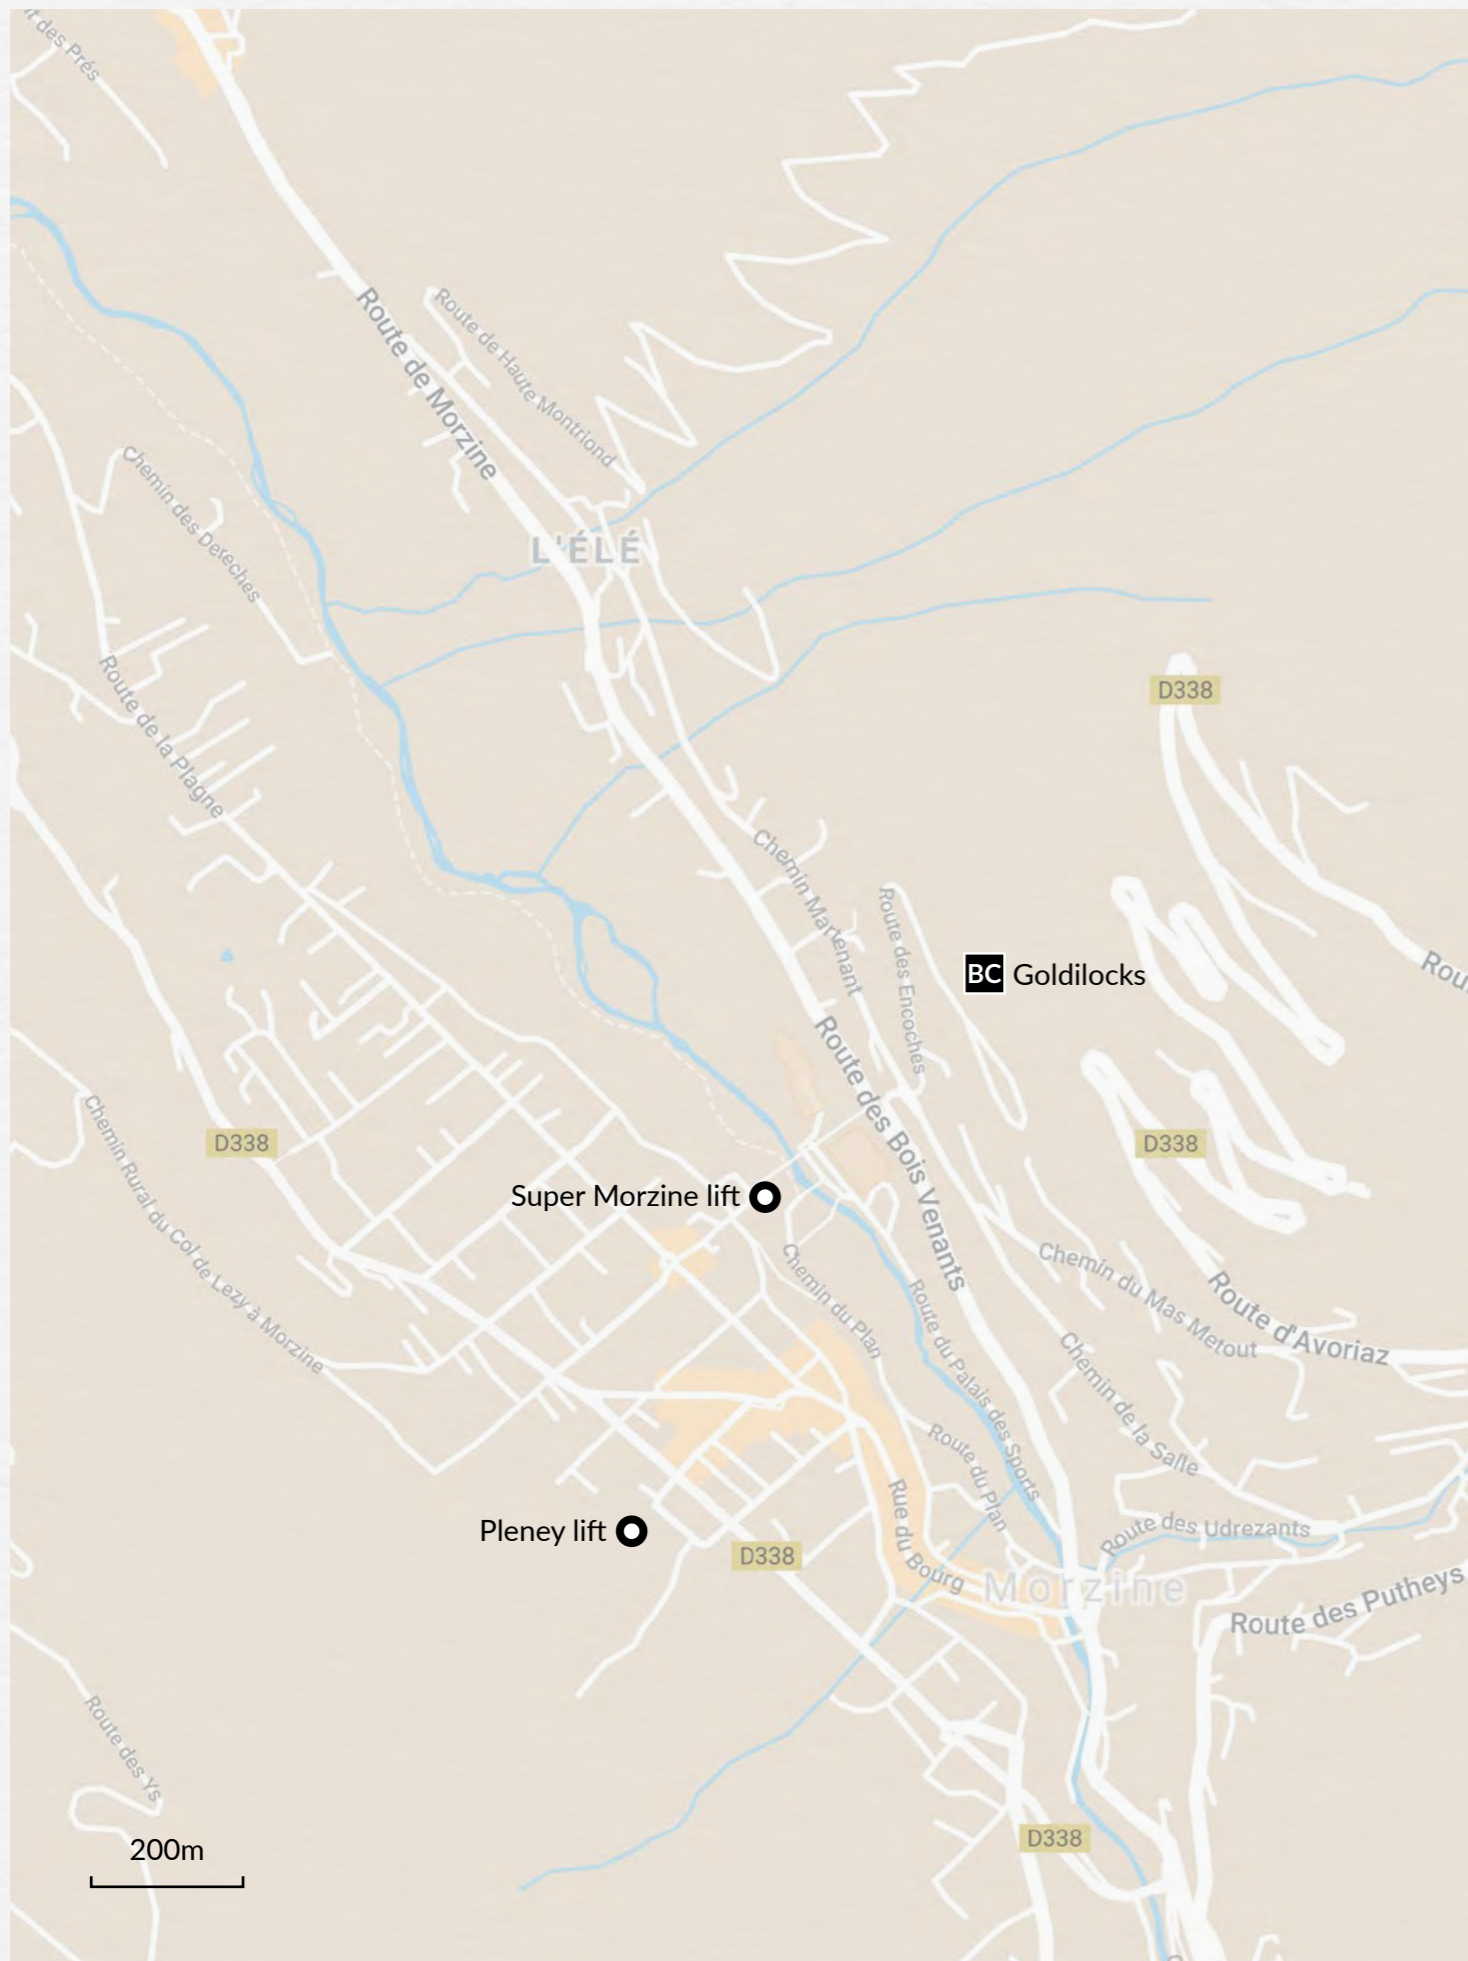 des Prés
Route de Morzine
Route de Haute Montriond
Chemin des Dereches
L'ÉLÉ
Route de la Plagne
D338
Chemin Martenant
Route des Encoches
BC Goldilocks
Route des Bois Venants
Chemin Rural du Col de Lezy à Morzine
D338
D338
Super Morzine lift
Chemin du Plan
Route du Palais des Sports
Chemin du Mas Metout
Route d'Avoriaz
Chemin de la Salle
Route du Plan
Rue du Bourg
Pleney lift
D338
Route des Udrezants
Morzine
Route des Putheys
Route des Ys
200m
D338